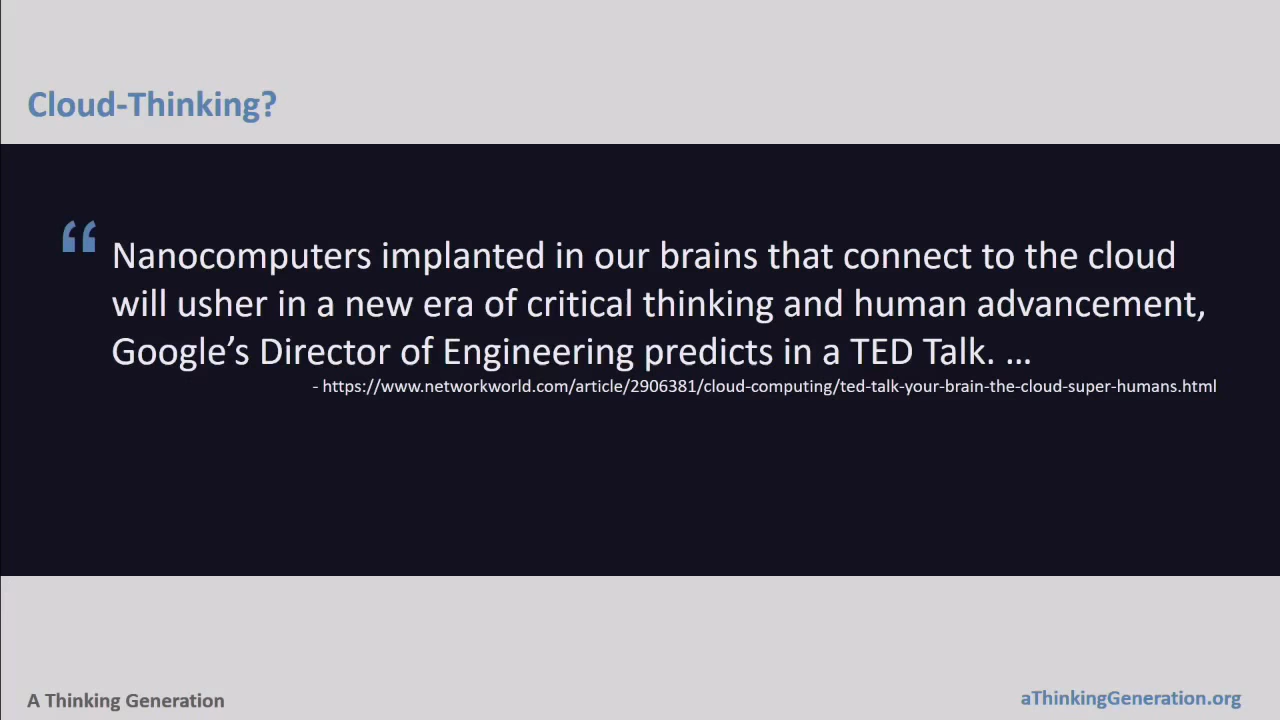 Cloud-Thinking?
“ Nanocomputers implanted in our brains that connect to the cloud
will usher in a new era of critical thinking and human advancement,
Google’s Director of Engineering predicts in a TED Talk. …
- https://www.networkworld.com/article/2906381/cloud-computing/ted-talk-your-brain-the-cloud-super-humans.html
A Thinking Generation
aThinkingGeneration.org